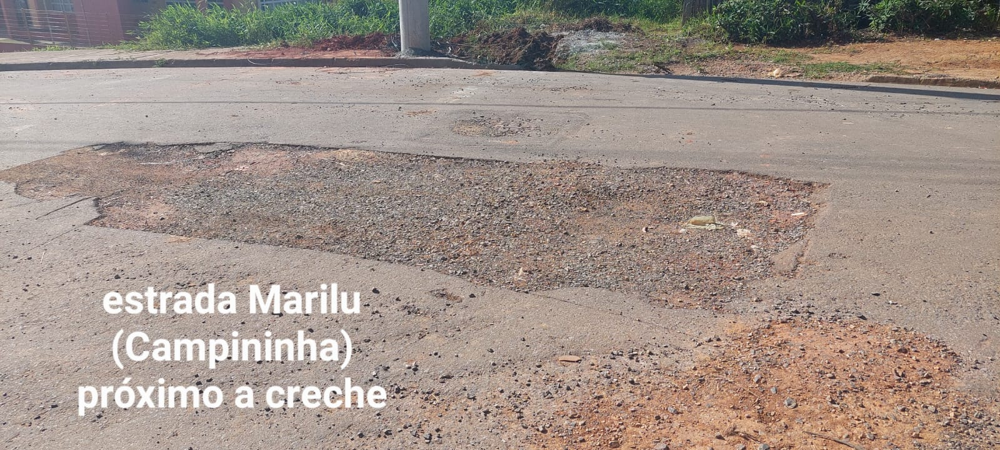 estrada Marilu
(Campininha)
próximo a creche